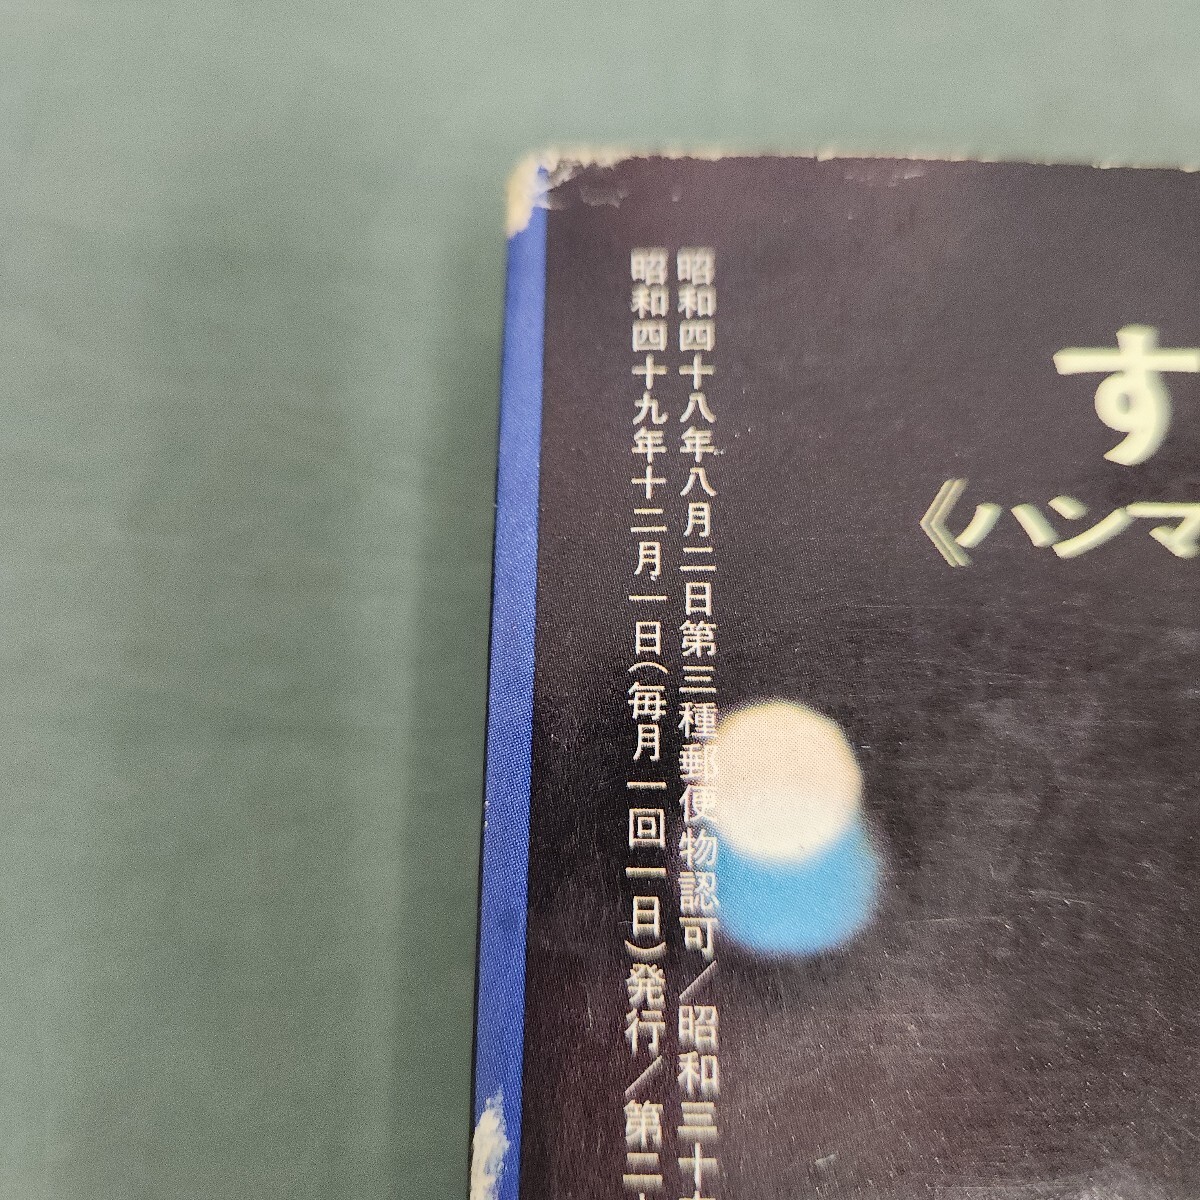 昭和四十八年八月二日第三種郵便物認可/昭和三十
昭和四十九年十二月一日(毎月一回一日)発行/第二
す
《ハンマ